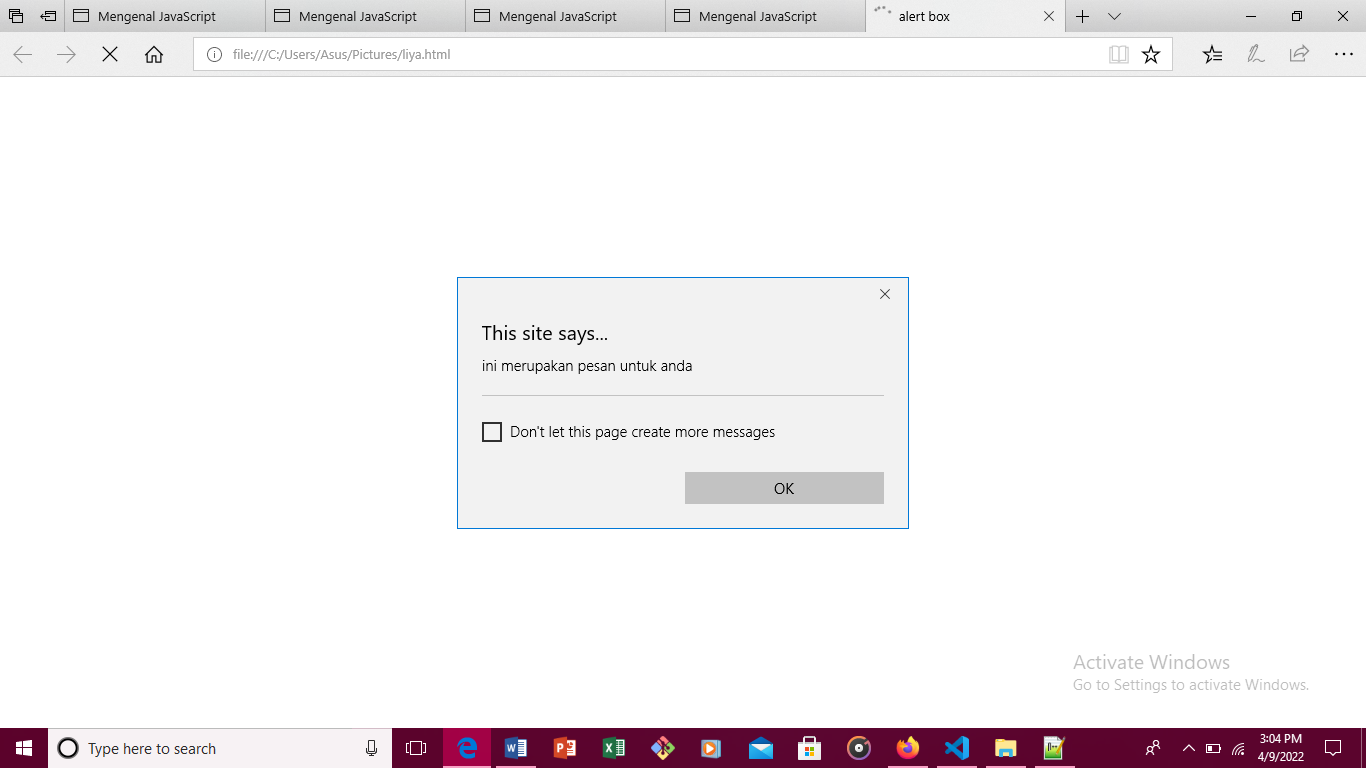 Mengenal JavaScript
Mengenal JavaScript
Mengenal JavaScript
Mengenal JavaScript
alert box
file:///C:/Users/Asus/Pictures/liya.html
This site says...
ini merupakan pesan untuk anda
Don't let this page create more messages
OK
Activate Windows
Go to Settings to activate Windows.
Type here to search
3:04 PM
4/9/2022